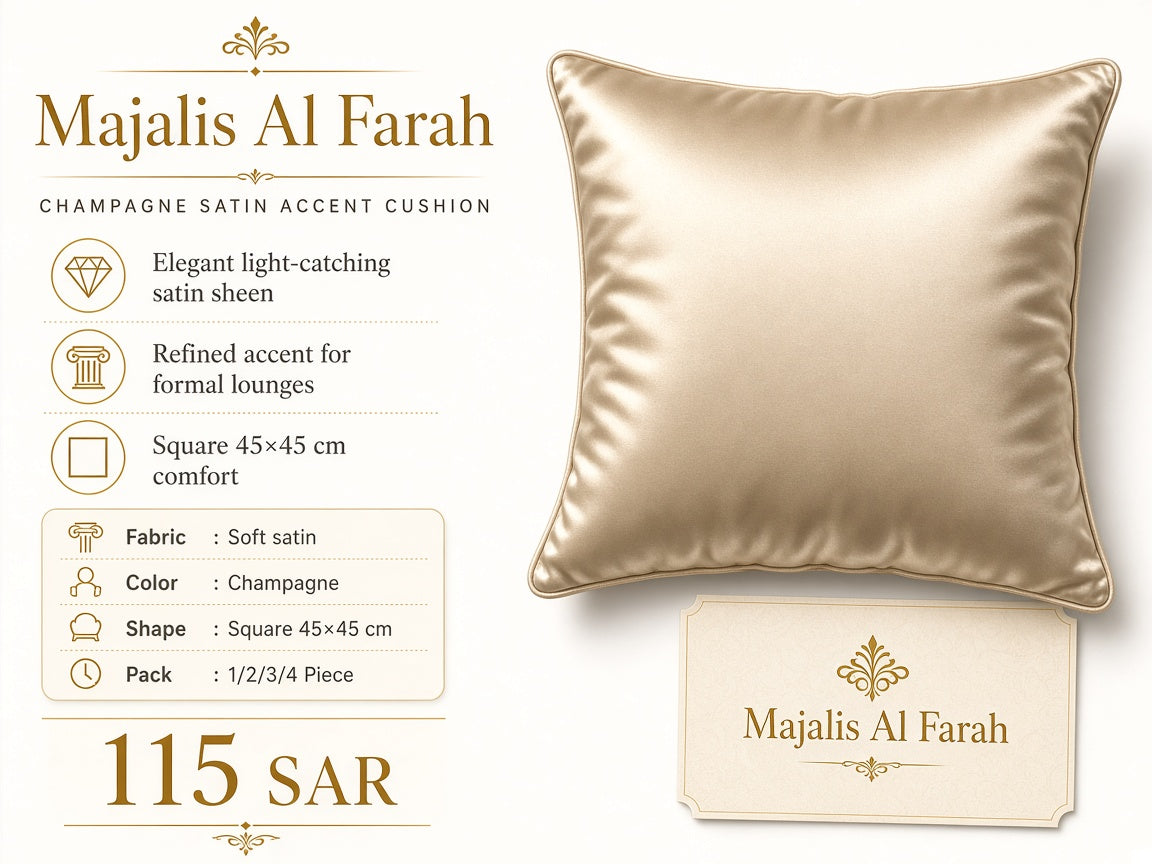 Majalis Al Farah
CHAMPAGNE SATIN ACCENT CUSHION
Elegant light-catching
satin sheen
Refined accent for
formal lounges
Square 45×45 cm
comfort
Fabric : Soft satin
Color : Champagne
Shape : Square 45×45 cm
Pack : 1/2/3/4 Piece
115 SAR
Majalis Al Farah